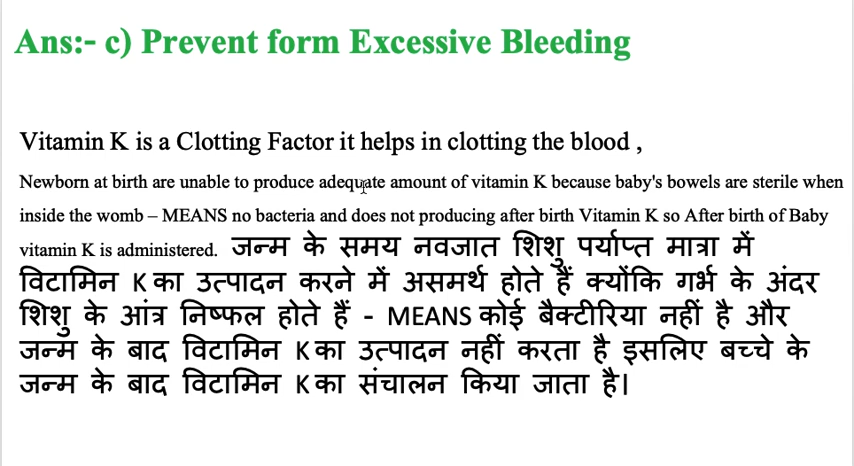 Ans:- c) Prevent form Excessive Bleeding
Vitamin K is a Clotting Factor it helps in clotting the blood ,
Newborn at birth are unable to produce adequate amount of vitamin K because baby's bowels are sterile when
inside the womb – MEANS no bacteria and does not producing after birth Vitamin K so After birth of Baby
vitamin K is administered. जन्म के समय नवजात शिशु पर्याप्त मात्रा में
विटामिन K का उत्पादन करने में असमर्थ होते हैं क्योंकि गर्भ के अंदर
शिशु के आंत्र निष्फल होते हैं - MEANS कोई बैक्टीरिया नहीं है और
जन्म के बाद विटामिन K का उत्पादन नहीं करता है इसलिए बच्चे के
जन्म के बाद विटामिन K का संचालन किया जाता है।